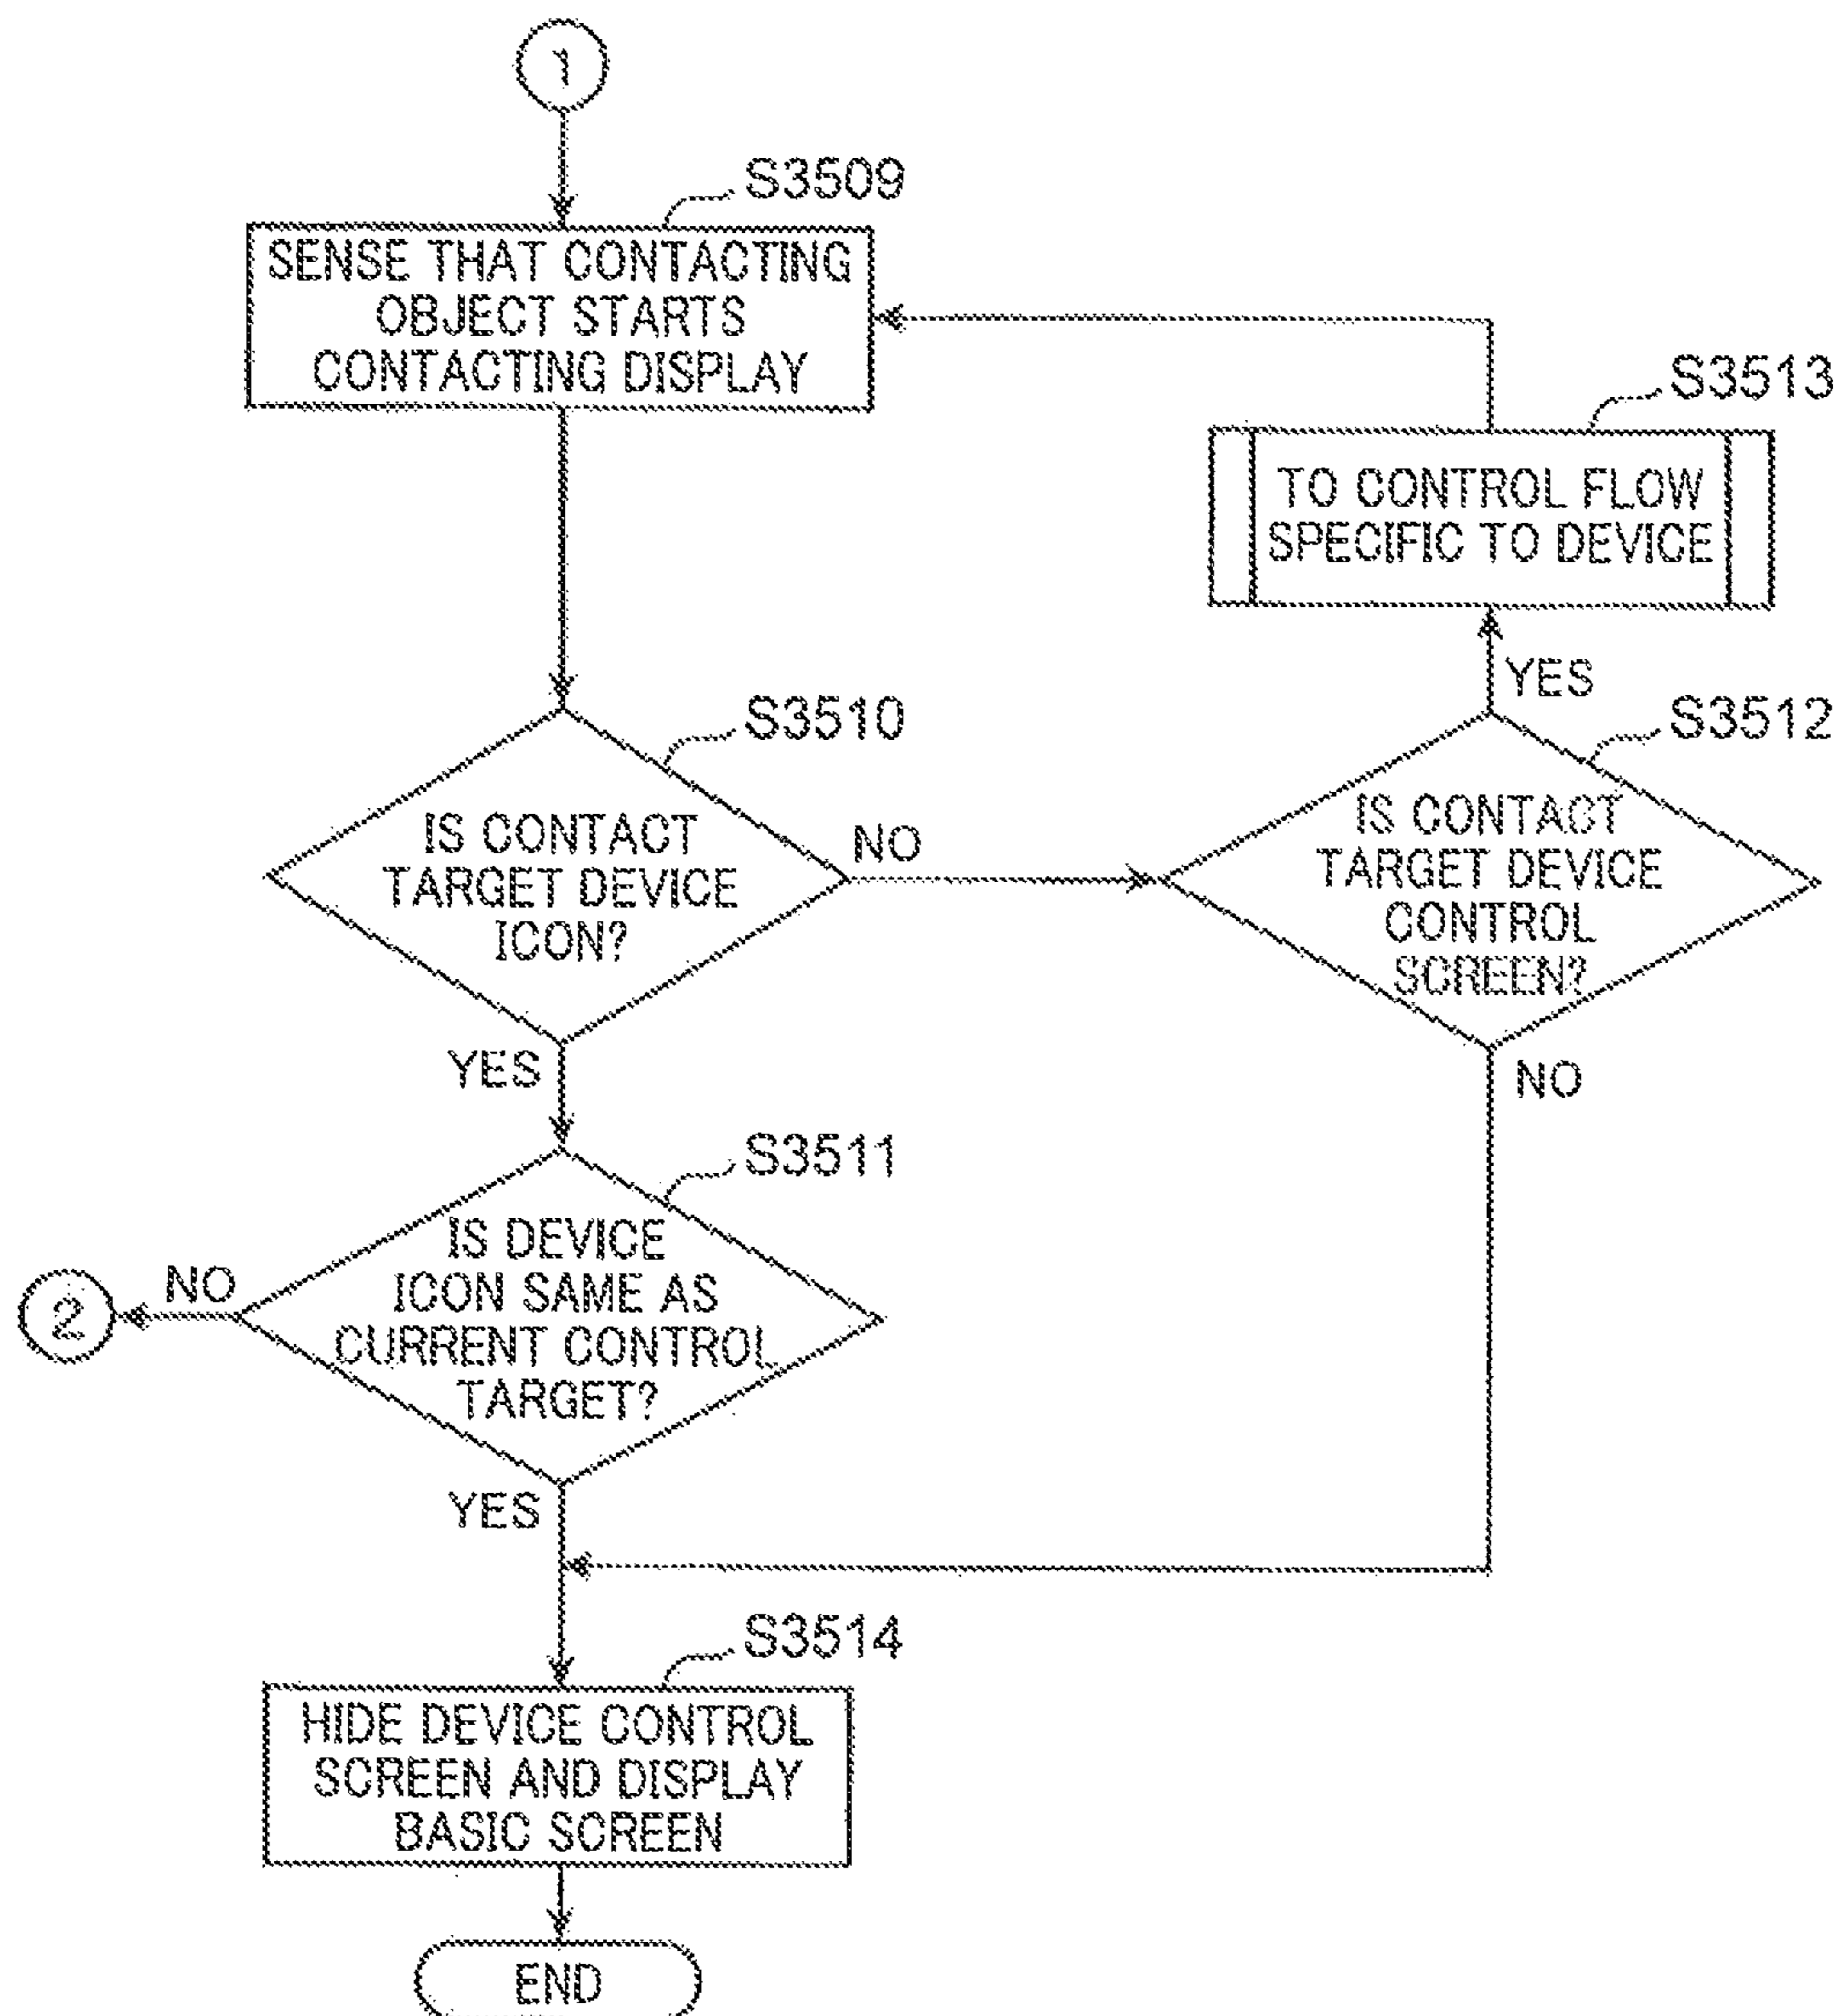 1
S3509
SENSE THAT CONTACTING
OBJECT STARTS
CONTACTING DISPLAY
S3513
TO CONTROL FLOW
SPECIFIC TO DEVICE
YES
S3510
IS CONTACT
TARGET DEVICE
ICON?
NO
S3512
IS CONTACT
TARGET DEVICE
CONTROL
SCREEN?
YES
NO
S3511
IS DEVICE
ICON SAME AS
CURRENT CONTROL
TARGET?
NO
2
YES
S3514
HIDE DEVICE CONTROL
SCREEN AND DISPLAY
BASIC SCREEN
END